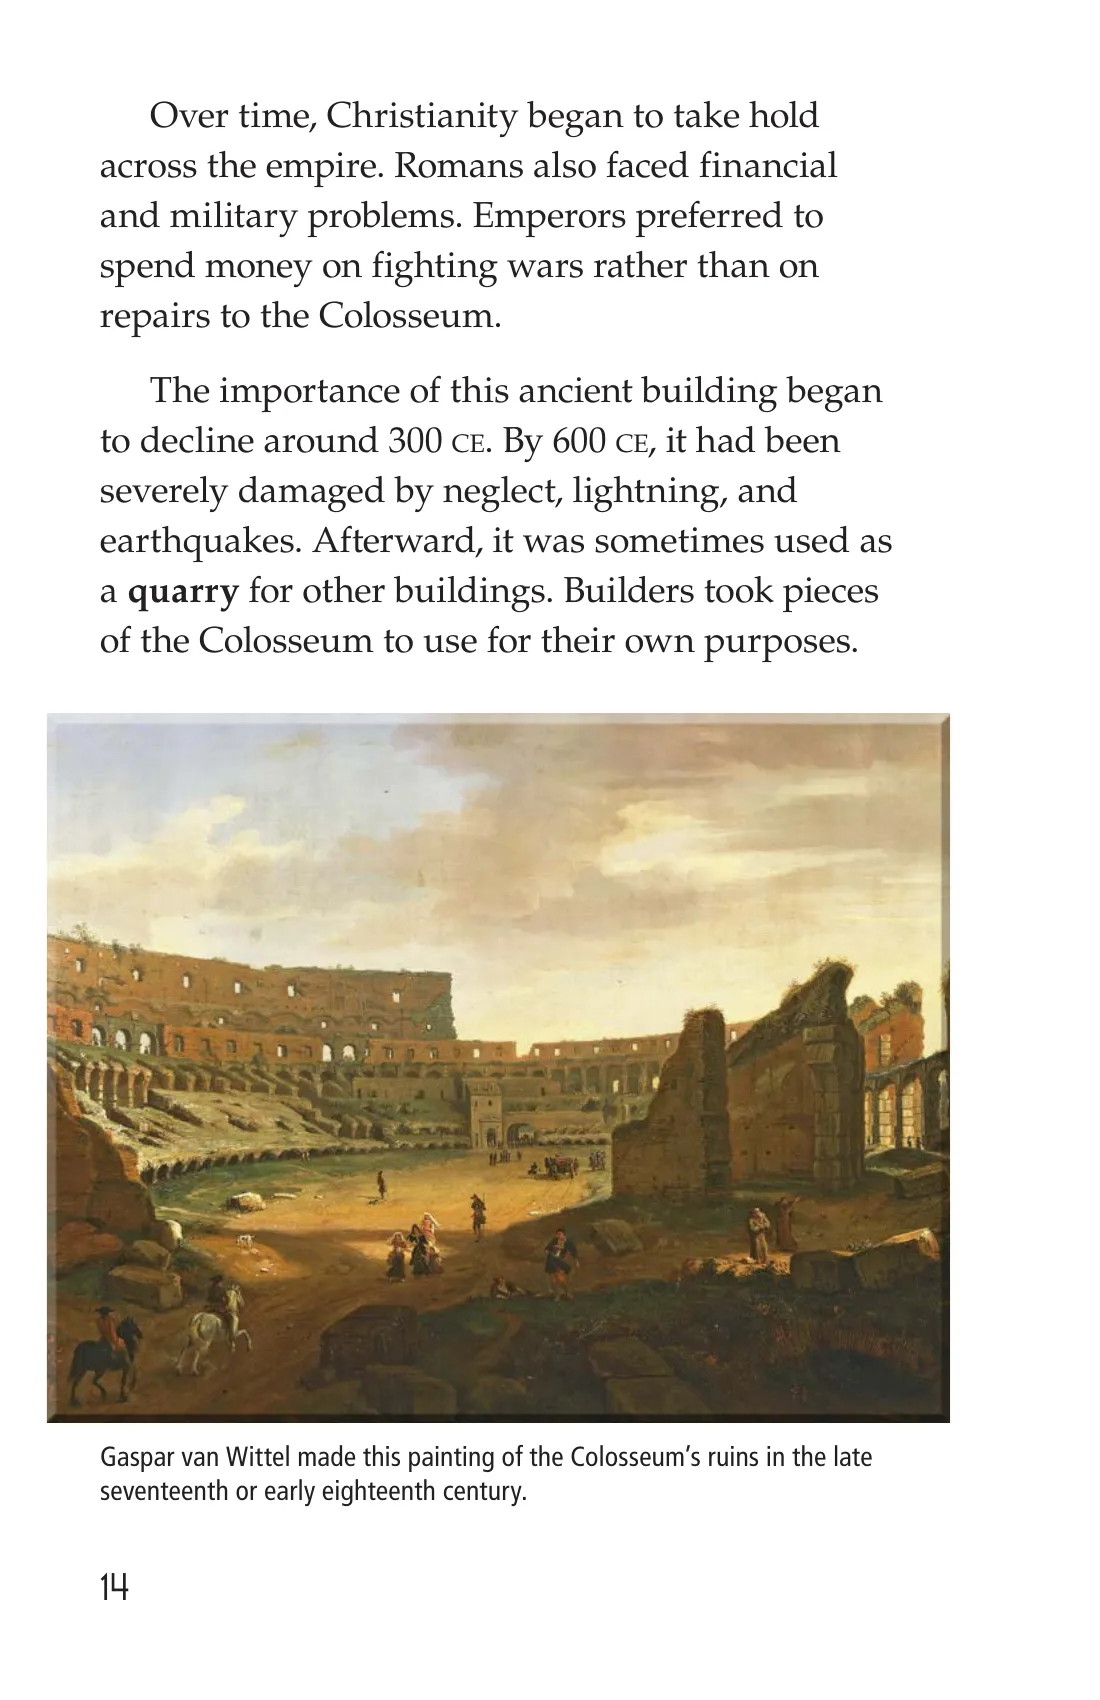 Over time, Christianity began to take hold
across the empire. Romans also faced financial
and military problems. Emperors preferred to
spend money on fighting wars rather than on
repairs to the Colosseum.
The importance of this ancient building began
to decline around 300 CE. By 600 CE, it had been
severely damaged by neglect, lightning, and
earthquakes. Afterward, it was sometimes used as
a quarry for other buildings. Builders took pieces
of the Colosseum to use for their own purposes.
Gaspar van Wittel made this painting of the Colosseum’s ruins in the late
seventeenth or early eighteenth century.
14